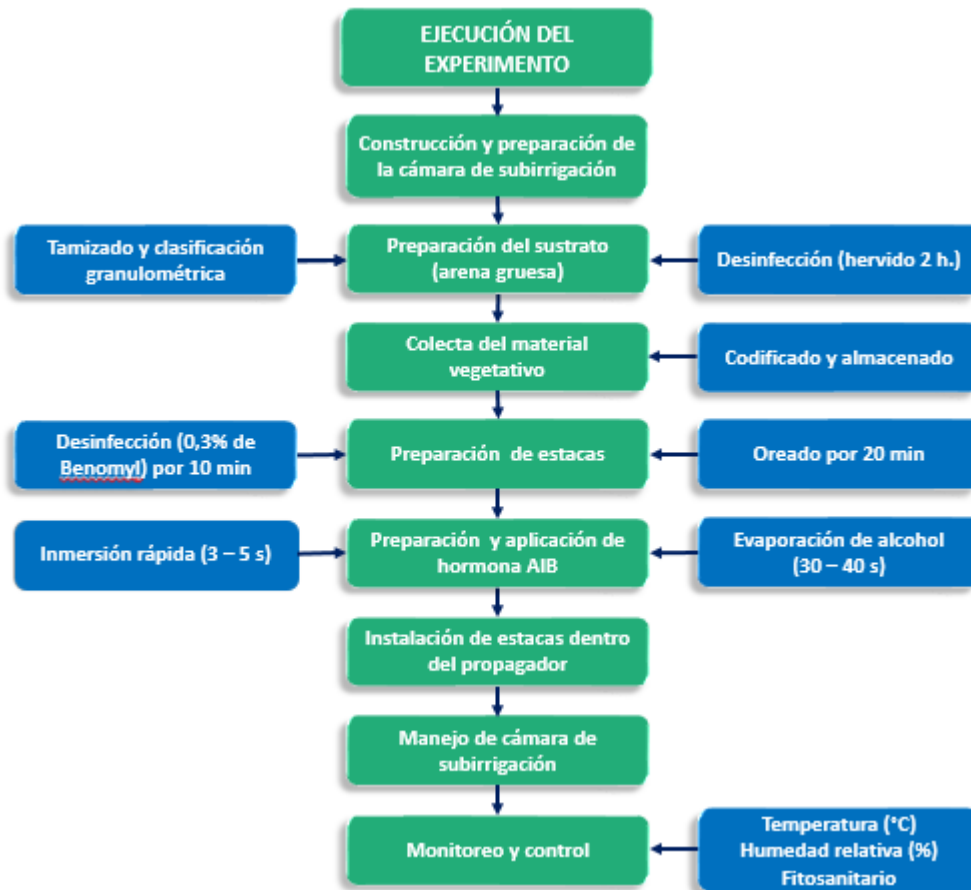 EJECUCIÓN DEL
EXPERIMENTO
Construcción y preparación de
la cámara de subirrigación
Tamizado y clasificación
granulométrica
Preparación del sustrato
(arena gruesa)
Desinfección (hervido 2 h.)
Colecta del material
vegetativo
Codificado y almacenado
Desinfección (0,3% de
Benomyl) por 10 min
Preparación de estacas
Oreado por 20 min
Inmersión rápida (3 – 5 s)
Preparación y aplicación de
hormona AIB
Evaporación de alcohol
(30 – 40 s)
Instalación de estacas dentro
del propagador
Manejo de cámara de
subirrigación
Monitoreo y control
Temperatura (°C)
Humedad relativa (%)
Fitosanitario